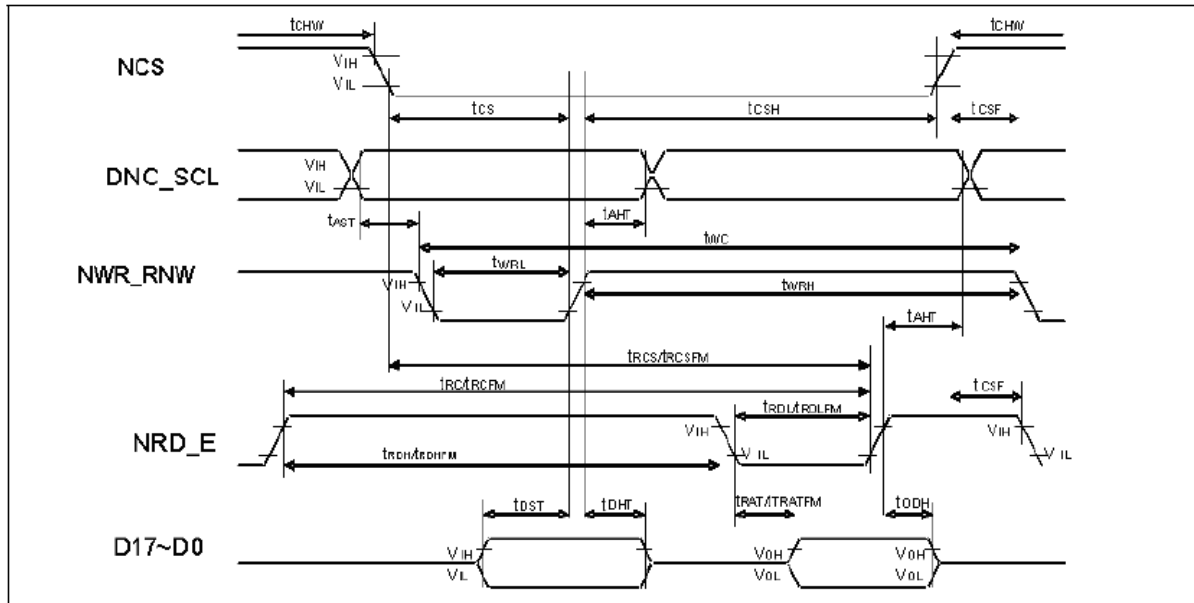 tCHW tCHW
NCS VIH
VIL
tCS tCSH tCSF
DNC_SCL VIH
VIL
tAST tAHT
tWC
NWR_RNW VIH tWRL
VIL tWRH
tAHT
tRCS/tRCSFM
tRC/tRCFM tCSF
tRDL/tRDLFM
NRD_E VIH VIH
tRDH/tRDHFM VIL VIL
tRAT/tRATFM tODH
tDST tDHT
D17~D0 VIH VOH VOH
VIL VOL VOL